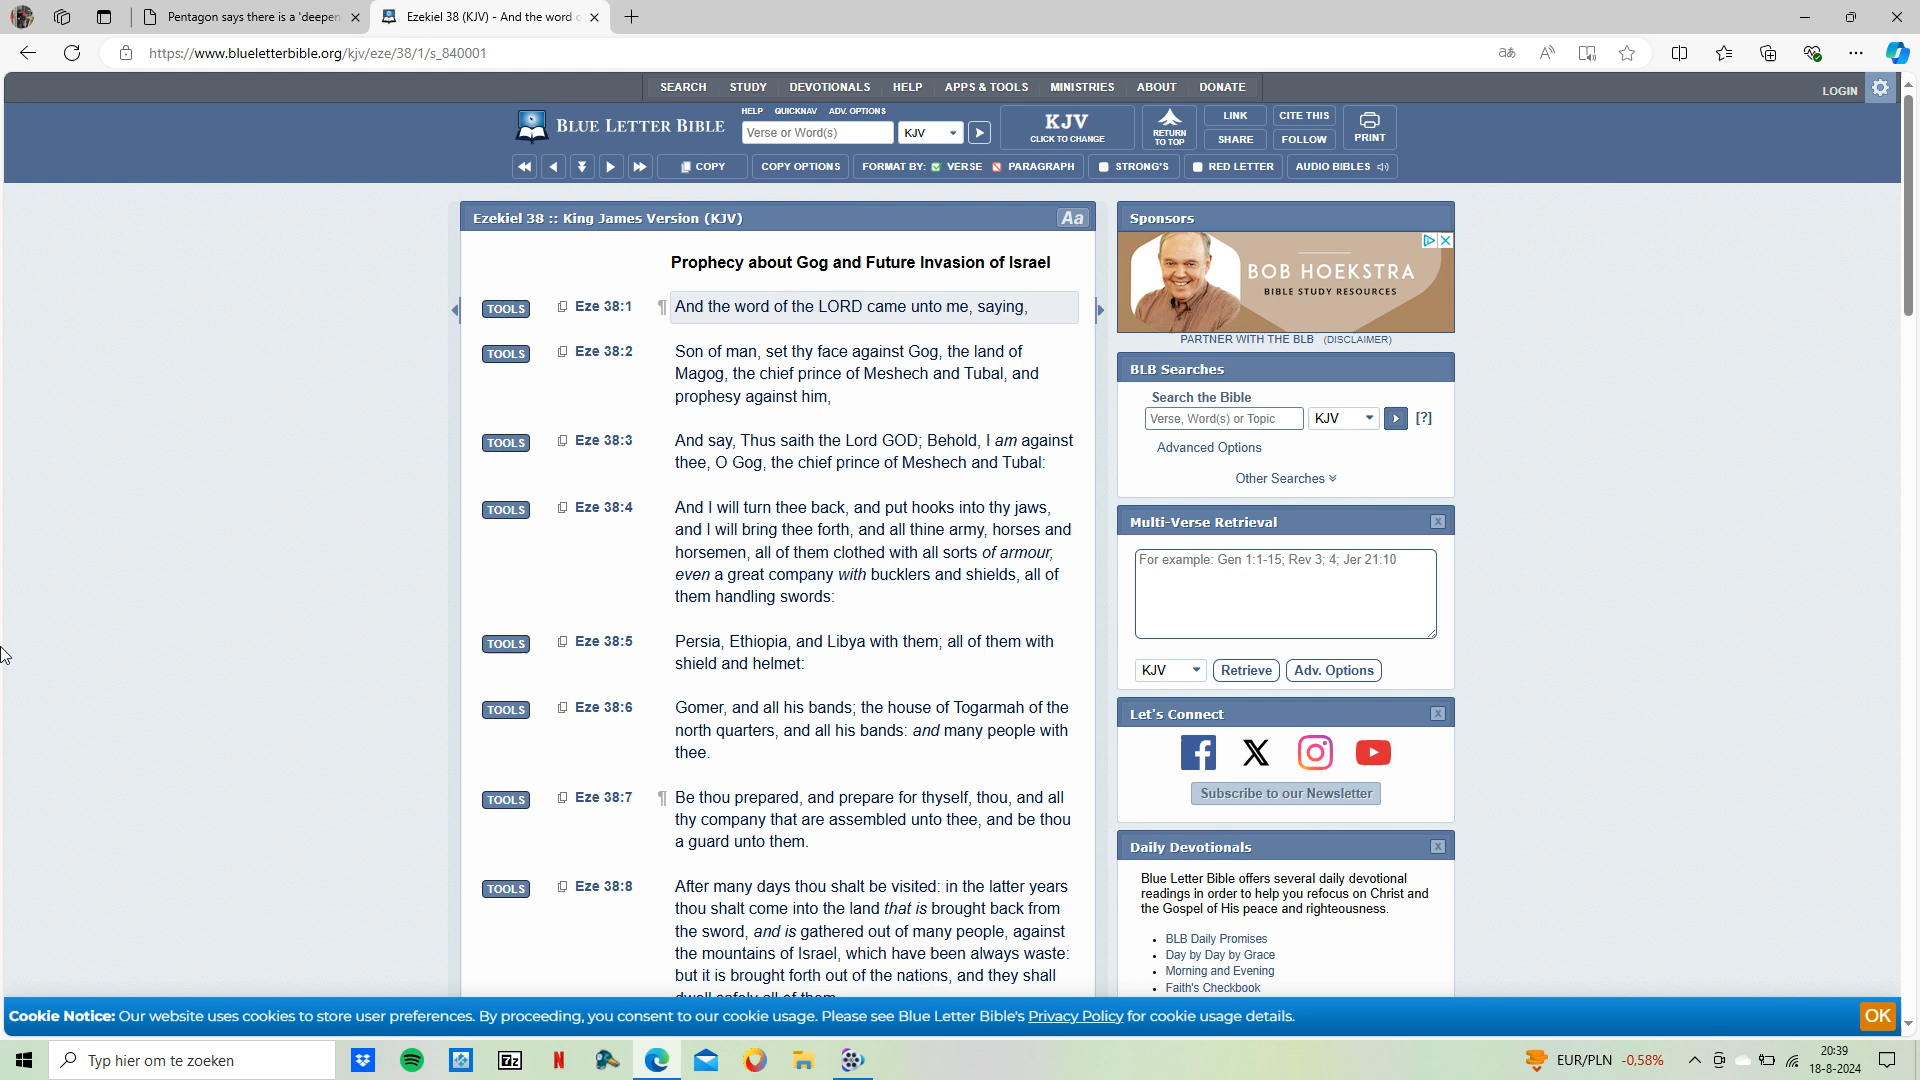 Pentagon says there is a 'deepen
Ezekiel 38 (KJV) - And the word o
https://www.blueletterbible.org/kjv/eze/38/1/s_840001
SEARCH STUDY DEVOTIONALS HELP APPS & TOOLS MINISTRIES ABOUT DONATE
LOGIN
BLUE LETTER BIBLE
HELP QUICKNAV ADV. OPTIONS
Verse or Word(s) KJV
KJV
CLICK TO CHANGE
RETURN
TO TOP
LINK CITE THIS
SHARE FOLLOW
PRINT
COPY COPY OPTIONS FORMAT BY: VERSE PARAGRAPH STRONG'S RED LETTER AUDIO BIBLES
Ezekiel 38 :: King James Version (KJV) Aa
Prophecy about Gog and Future Invasion of Israel
TOOLS Eze 38:1 ¶ And the word of the LORD came unto me, saying,
TOOLS Eze 38:2 Son of man, set thy face against Gog, the land of
Magog, the chief prince of Meshech and Tubal, and
prophesy against him,
TOOLS Eze 38:3 And say, Thus saith the Lord GOD; Behold, I am against
thee, O Gog, the chief prince of Meshech and Tubal:
TOOLS Eze 38:4 And I will turn thee back, and put hooks into thy jaws,
and I will bring thee forth, and all thine army, horses and
horsemen, all of them clothed with all sorts of armour,
even a great company with bucklers and shields, all of
them handling swords:
TOOLS Eze 38:5 Persia, Ethiopia, and Libya with them; all of them with
shield and helmet:
TOOLS Eze 38:6 Gomer, and all his bands; the house of Togarmah of the
north quarters, and all his bands: and many people with
thee.
TOOLS Eze 38:7 ¶ Be thou prepared, and prepare for thyself, thou, and all
thy company that are assembled unto thee, and be thou
a guard unto them.
TOOLS Eze 38:8 After many days thou shalt be visited: in the latter years
thou shalt come into the land that is brought back from
the sword, and is gathered out of many people, against
the mountains of Israel, which have been always waste:
but it is brought forth out of the nations, and they shall
dwell safely all of them.
Sponsors
BOB HOEKSTRA
BIBLE STUDY RESOURCES
PARTNER WITH THE BLB (DISCLAIMER)
BLB Searches
Search the Bible
Verse, Word(s) or Topic KJV [?]
Advanced Options
Other Searches
Multi-Verse Retrieval
For example: Gen 1:1-15; Rev 3; 4; Jer 21:10
KJV Retrieve Adv. Options
Let's Connect
Subscribe to our Newsletter
Daily Devotionals
Blue Letter Bible offers several daily devotional
readings in order to help you refocus on Christ and
the Gospel of His peace and righteousness.
BLB Daily Promises
Day by Day by Grace
Morning and Evening
Faith's Checkbook
Cookie Notice: Our website uses cookies to store user preferences. By proceeding, you consent to our cookie usage. Please see Blue Letter Bible's Privacy Policy for cookie usage details. OK
Typ hier om te zoeken
7z
N
EUR/PLN -0,58%
20:39
18-8-2024